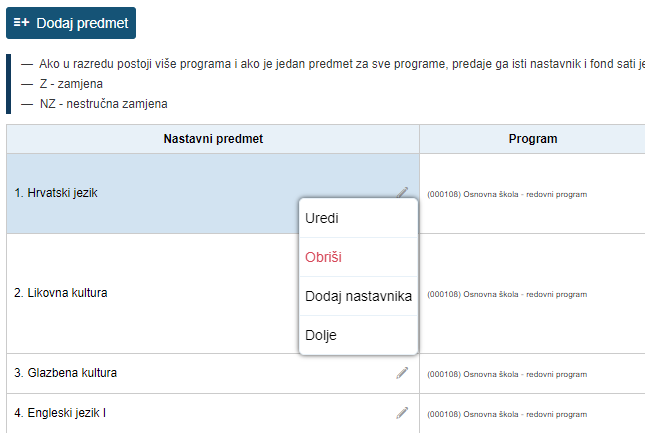 Dodaj predmet
— Ako u razredu postoji više programa i ako je jedan predmet za sve programe, predaje ga isti nastavnik i fond sati je
— Z - zamjena
— NZ - nestručna zamjena
Nastavni predmet Program
1. Hrvatski jezik (000108) Osnovna škola - redovni program
Uredi
Obriši
Dodaj nastavnika
Dolje
2. Likovna kultura (000108) Osnovna škola - redovni program
3. Glazbena kultura (000108) Osnovna škola - redovni program
4. Engleski jezik I (000108) Osnovna škola - redovni program